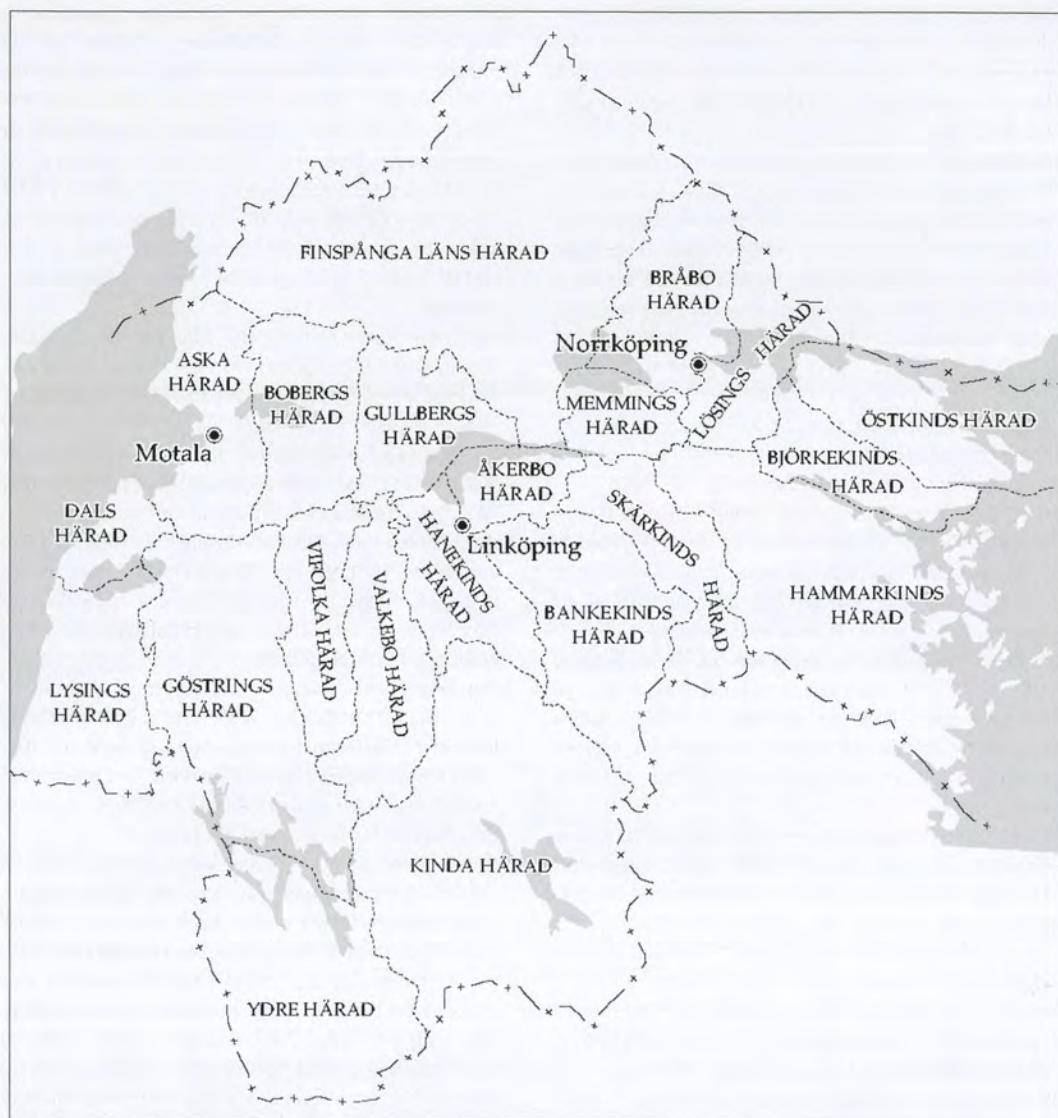 FINSPÅNGA LÄNS HÄRAD
BRÅBO
HÄRAD
ASKA
HÄRAD
BOBERGS
HÄRAD
GULLBERGS
HÄRAD
Norrköping
MEMMINGS
HÄRAD
LÖSINGS HÄRAD
ÖSTKINDS HÄRAD
Motala
BJÖRKEKINDS
HÄRAD
ÅKERBO
HÄRAD
DALS
HÄRAD
Linköping
HANEKINDS
HÄRAD
SKÄRKINDS
HÄRAD
VIFOLKA HÄRAD
VALKEBO HÄRAD
BANKEKINDS
HÄRAD
HAMMARKINDS
HÄRAD
LYSINGS
HÄRAD
GÖSTRINGS
HÄRAD
KINDA HÄRAD
YDRE HÄRAD